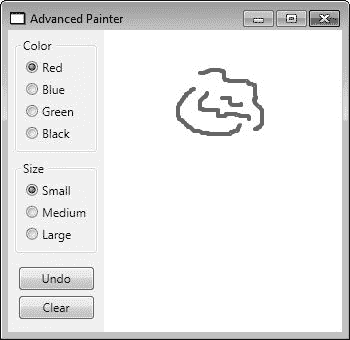 Advanced Painter
Color
Red
Blue
Green
Black
Size
Small
Medium
Large
Undo
Clear